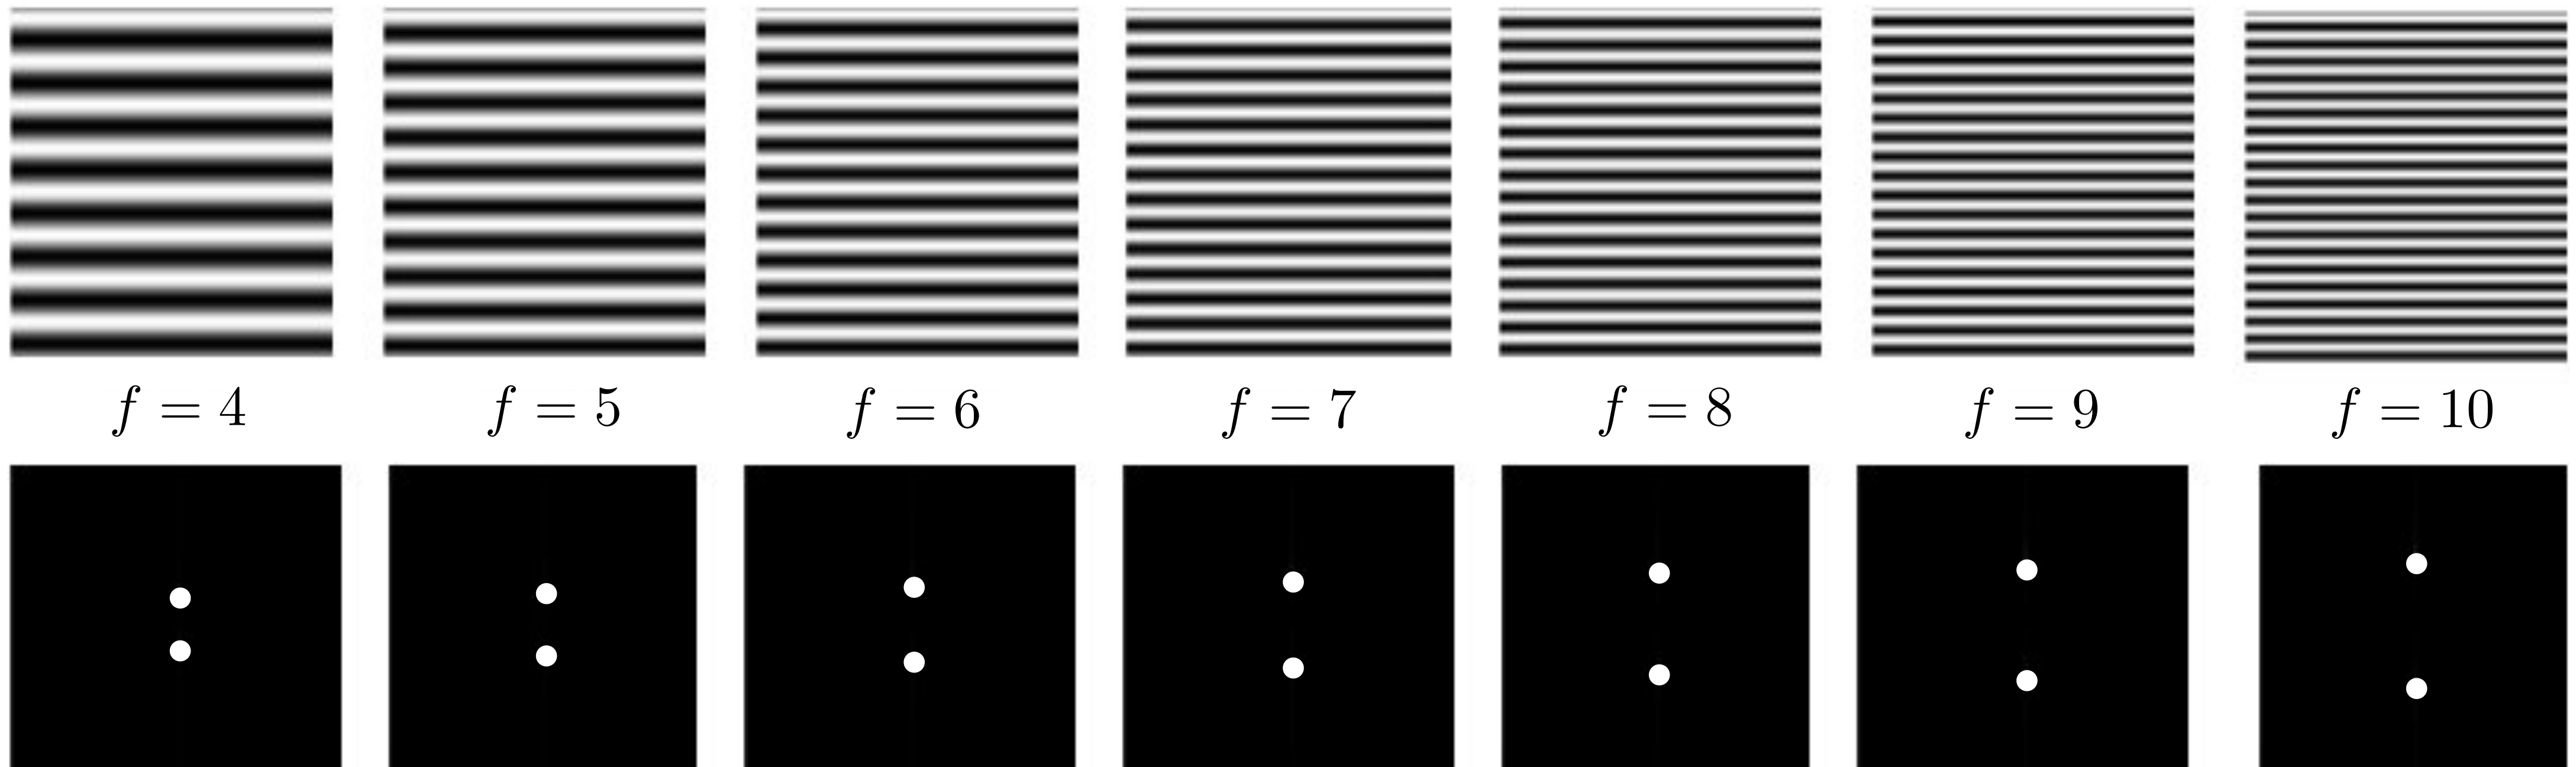 f = 4 f = 5 f = 6 f = 7 f = 8 f = 9 f = 10